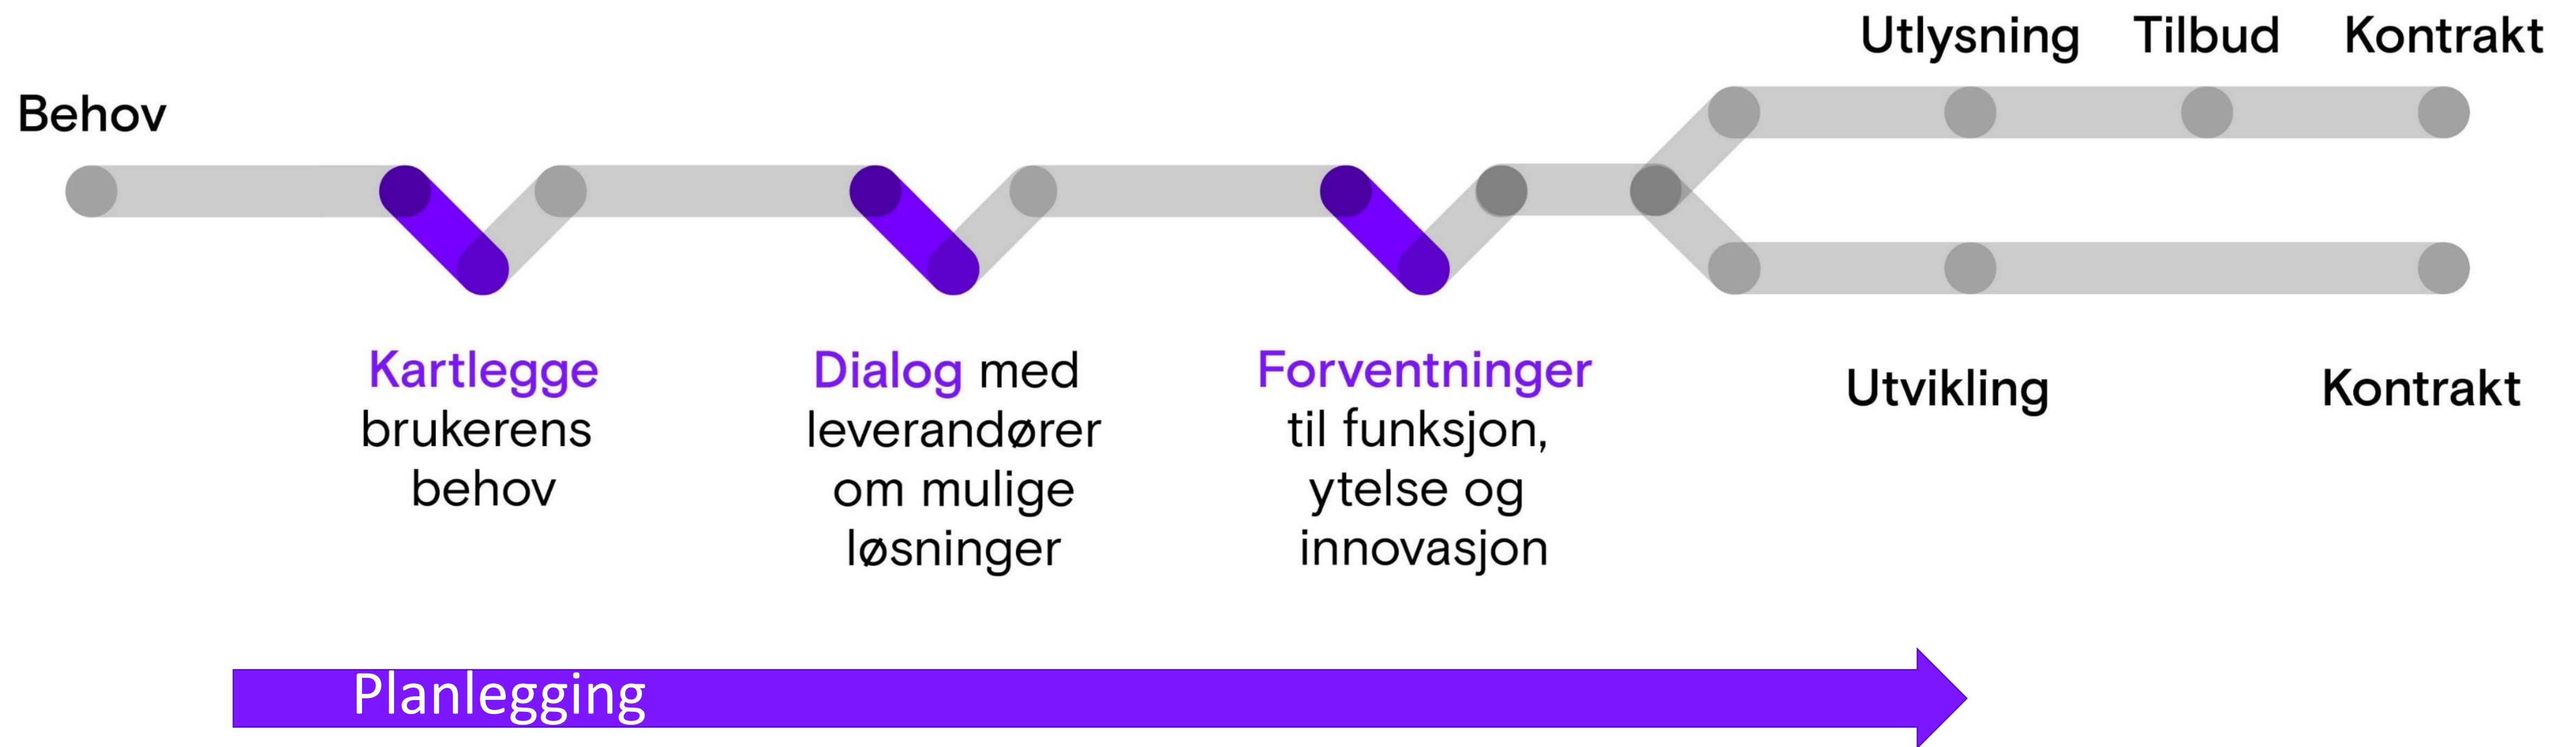 Utlysning Tilbud Kontrakt
Behov
Kartlegge
brukerens
behov
Dialog med
leverandører
om mulige
løsninger
Forventninger
til funksjon,
ytelse og
innovasjon
Utvikling Kontrakt
Planlegging